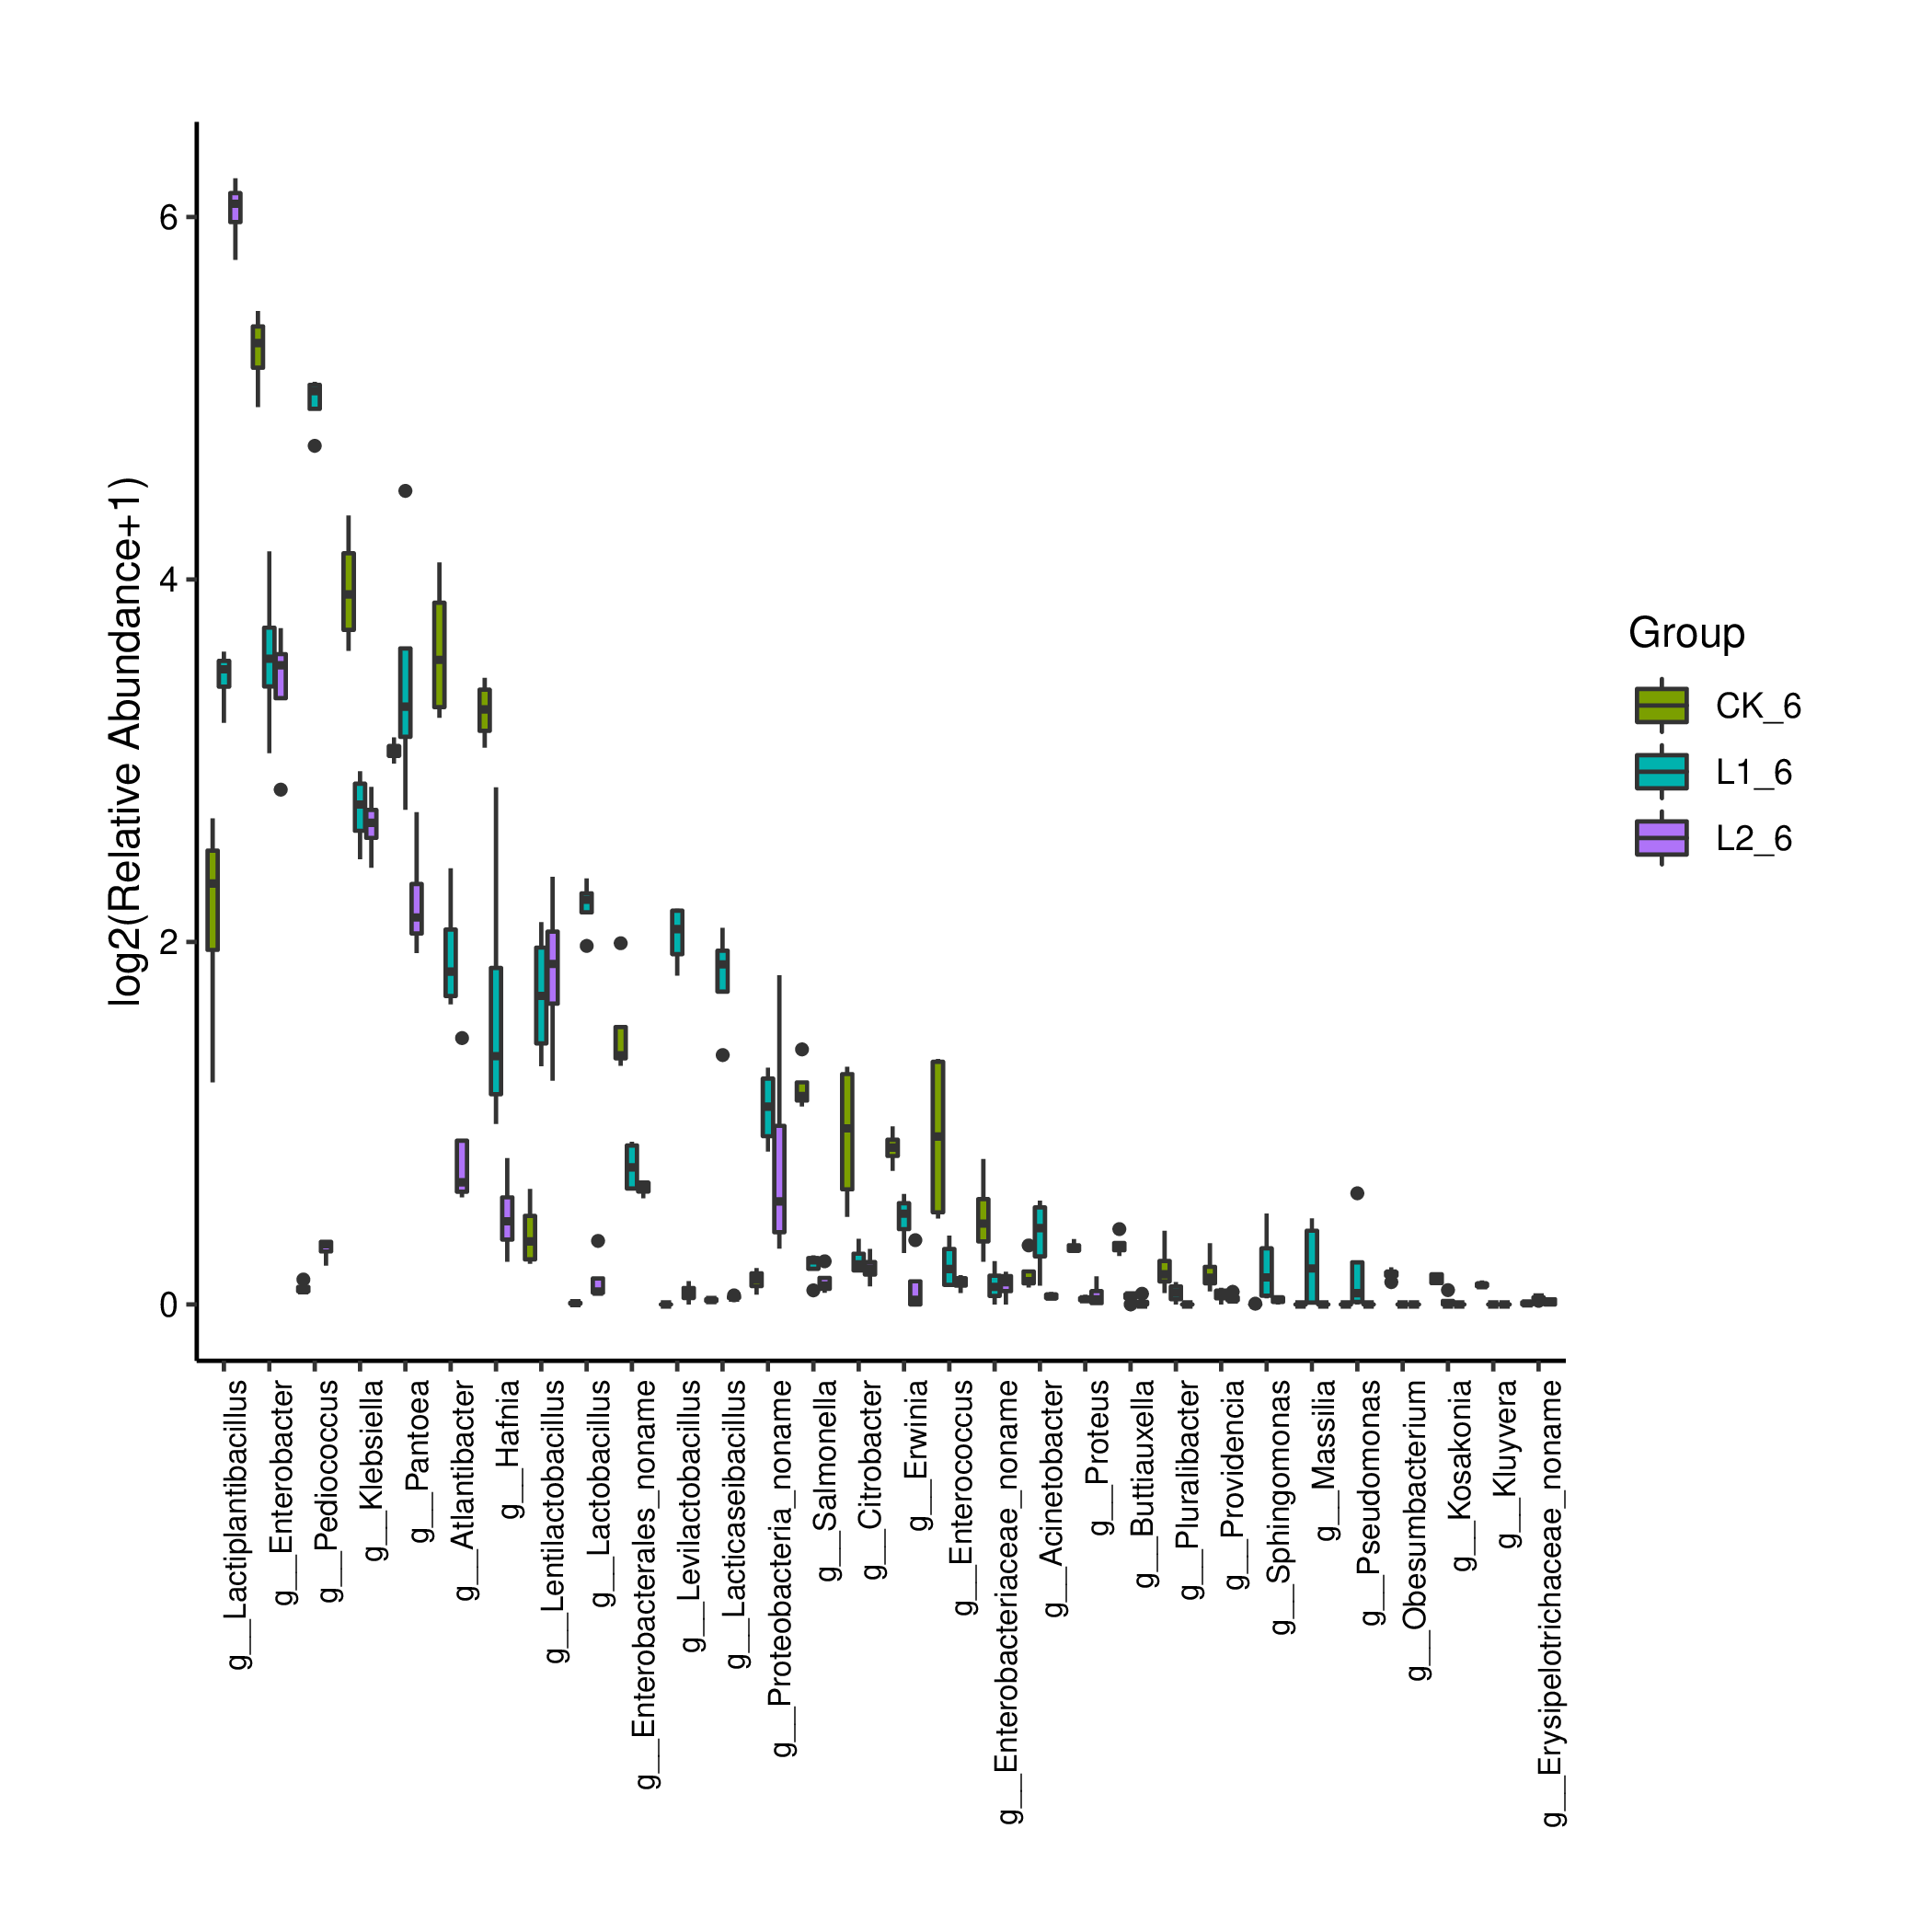 log2(Relative Abundance+1)
6
4
2
0
g__Lactiplantibacillus
g__Enterobacter
g__Pediococcus
g__Klebsiella
g__Pantoea
g__Atlantibacter
g__Hafnia
g__Lentilactobacillus
g__Lactobacillus
g__Enterobacterales_noname
g__Levilactobacillus
g__Lacticaseibacillus
g__Proteobacteria_noname
g__Salmonella
g__Citrobacter
g__Erwinia
g__Enterococcus
g__Enterobacteriaceae_noname
g__Acinetobacter
g__Proteus
g__Buttiauxella
g__Pluralibacter
g__Providencia
g__Sphingomonas
g__Massilia
g__Pseudomonas
g__Obesumbacterium
g__Kosakonia
g__Kluyvera
g__Erysipelotrichaceae_noname
Group
CK_6
L1_6
L2_6